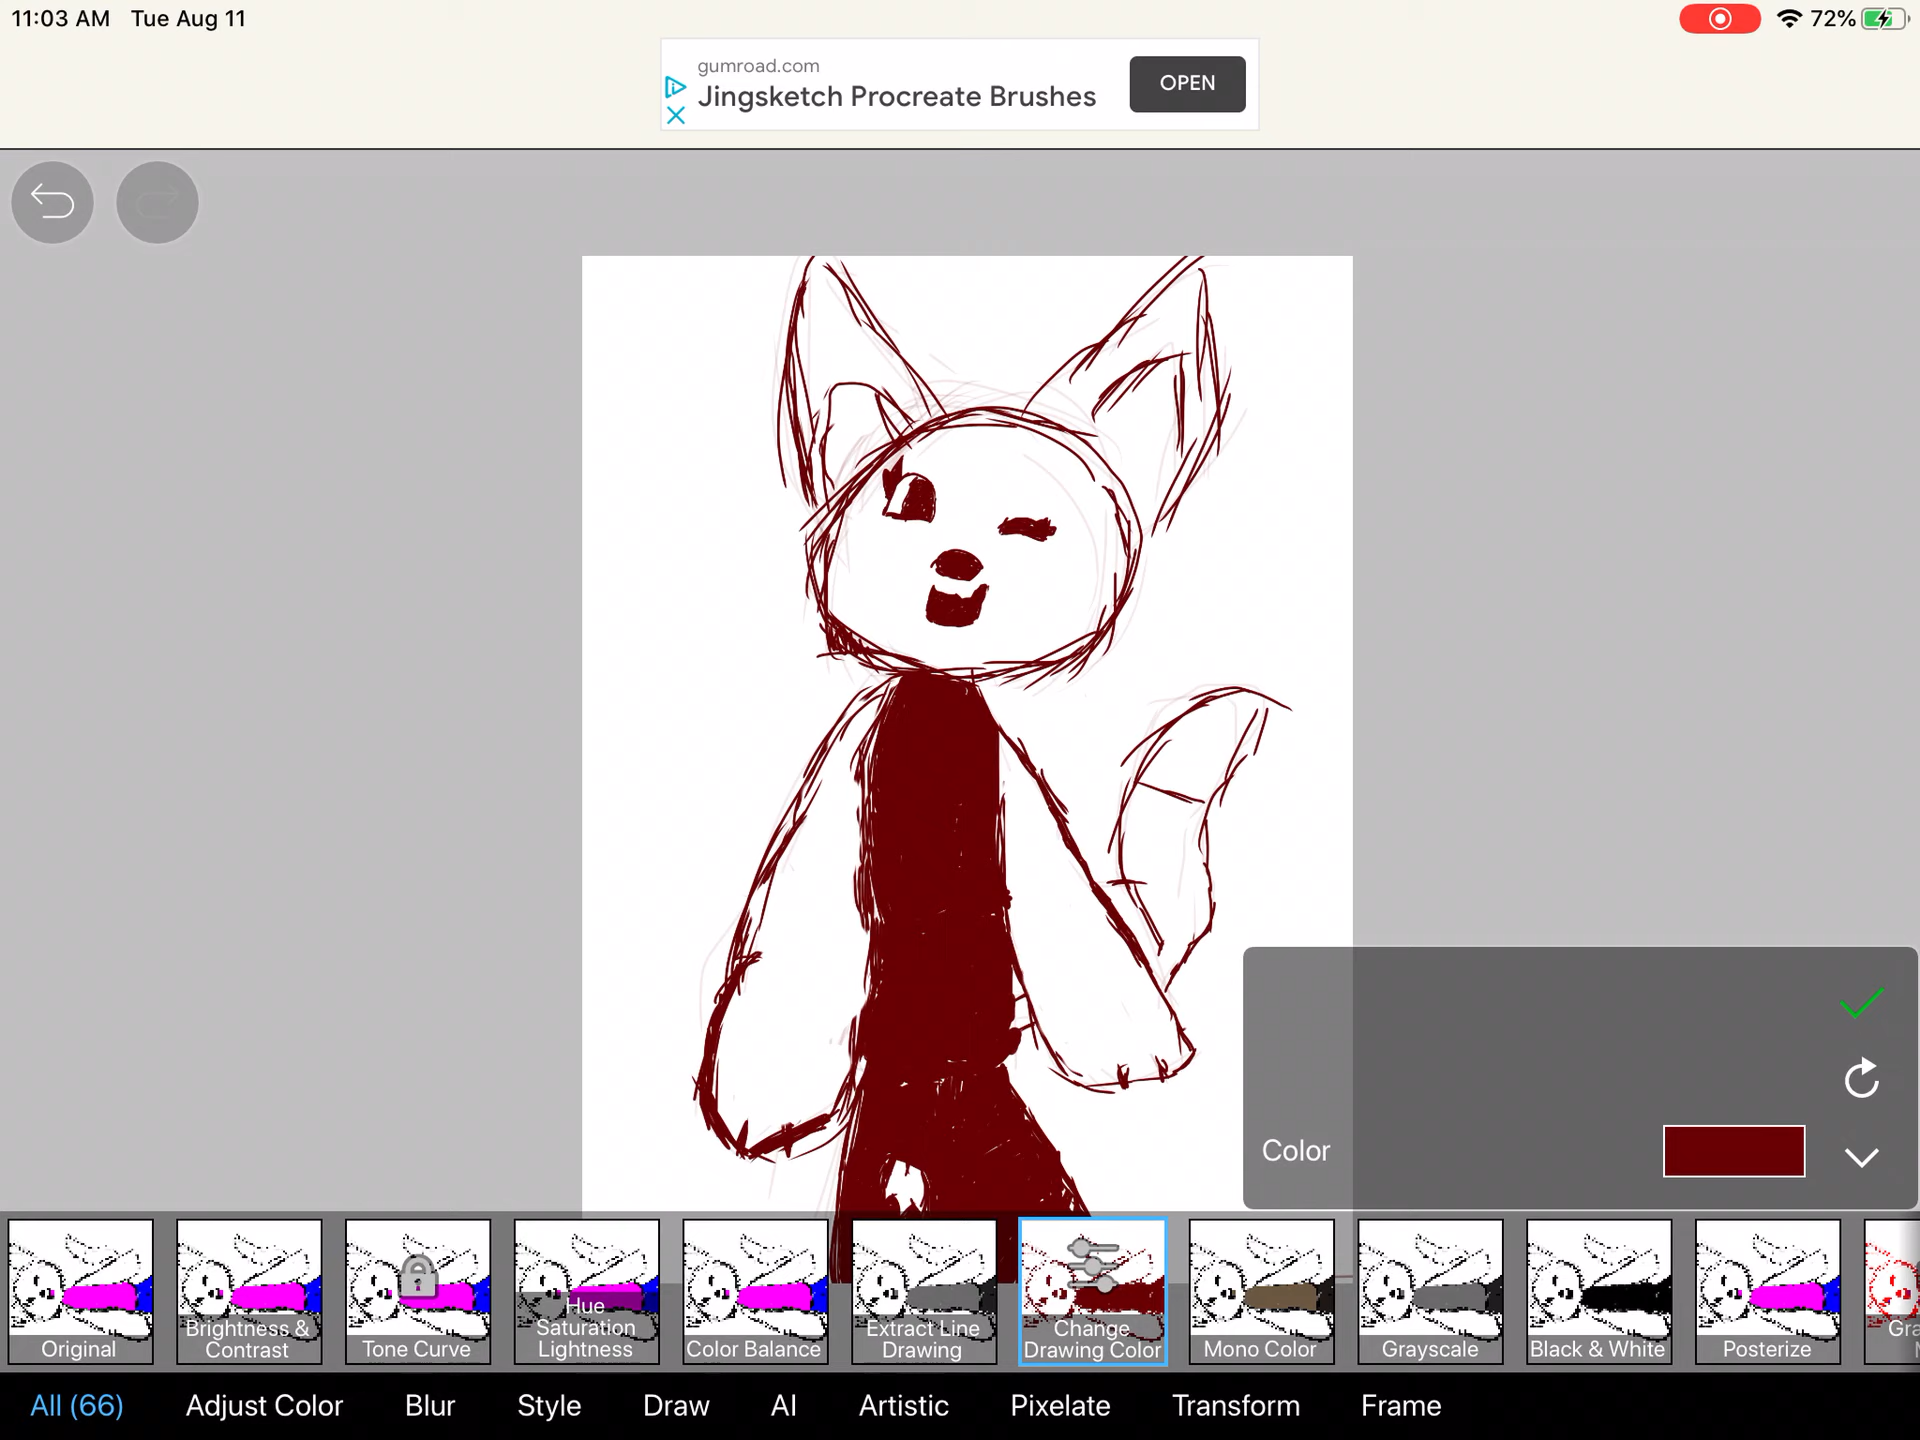 11:03 AM Tue Aug 11
72%
gumroad.com
Jingsketch Procreate Brushes
OPEN
Color
Original
Brightness &
Contrast
Tone Curve
Hue
Saturation
Lightness
Color Balance
Extract Line
Drawing
Change
Drawing Color
Mono Color
Grayscale
Black & White
Posterize
Gra
All (66) Adjust Color Blur Style Draw AI Artistic Pixelate Transform Frame